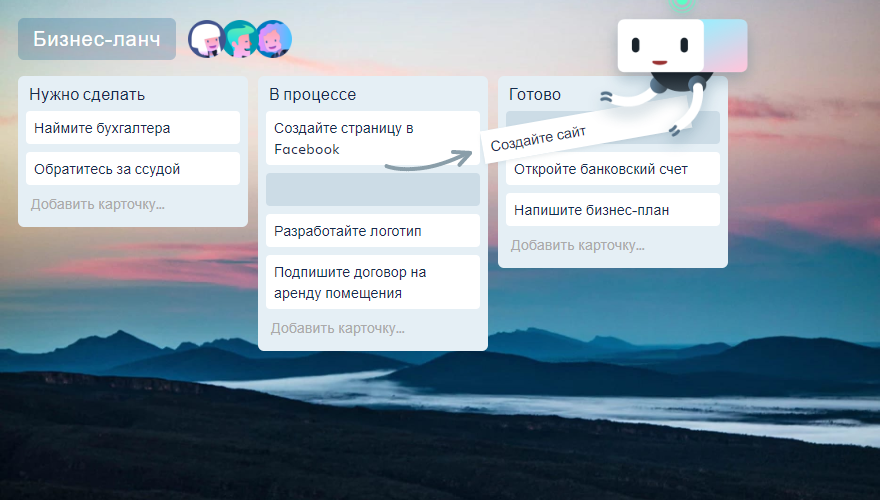 Бизнес-ланч
Нужно сделать
Наймите бухгалтера
Обратитесь за ссудой
Добавить карточку...
В процессе
Создайте страницу в
Facebook
Разработайте логотип
Подпишите договор на
аренду помещения
Добавить карточку...
Готово
Создайте сайт
Откройте банковский счет
Напишите бизнес-план
Добавить карточку...